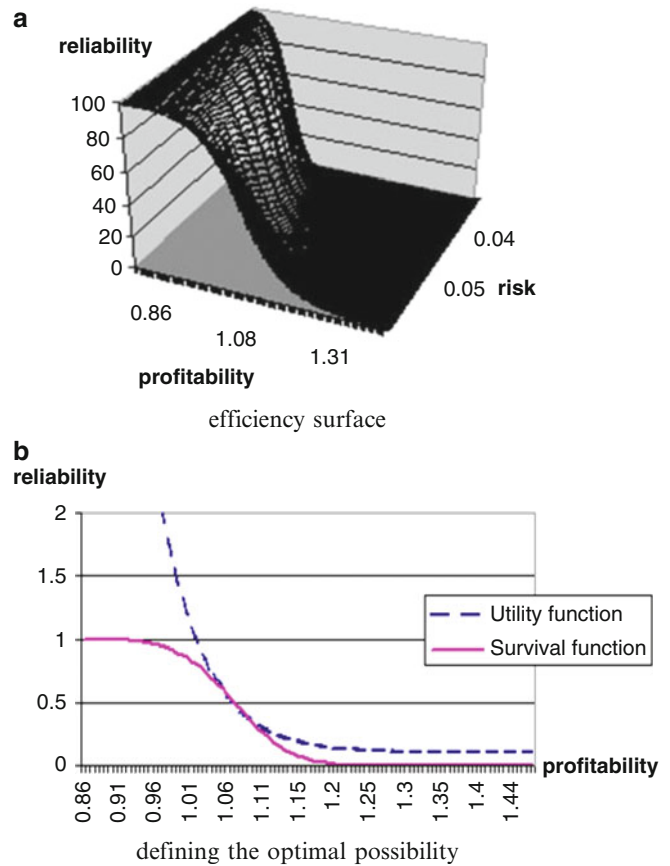 a
reliability
100
80
60
40
20
0
0.86
1.08
1.31
profitability
0.04
0.05 risk
efficiency surface
b
reliability
2
1.5
1
0.5
0
Utility function
Survival function
profitability
0.86
0.91
0.96
1.01
1.06
1.11
1.15
1.2
1.25
1.3
1.35
1.4
1.44
defining the optimal possibility